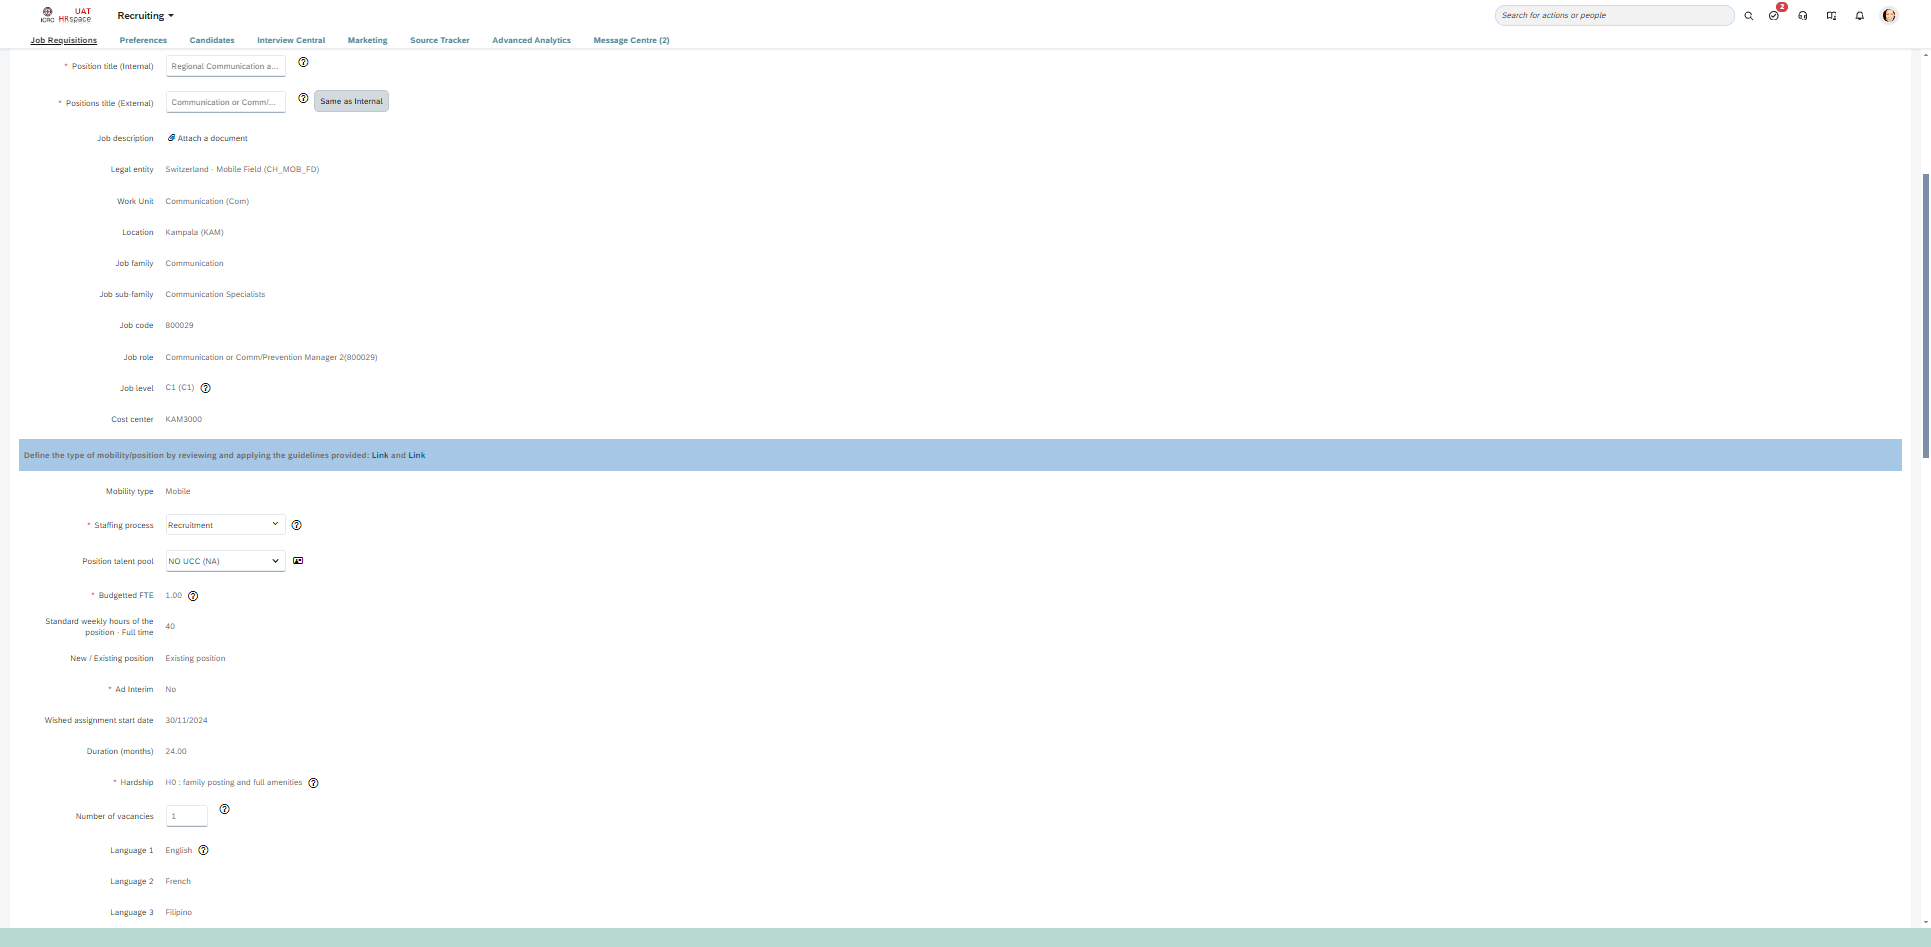 UAT
ICRC HRspace
Recruiting
Search for actions or people
2
Job Requisitions Preferences Candidates Interview Central Marketing Source Tracker Advanced Analytics Message Centre (2)
* Position title (Internal) Regional Communication a...
* Positions title (External) Communication or Comm/... Same as Internal
Job description Attach a document
Legal entity Switzerland - Mobile Field (CH_MOB_FD)
Work Unit Communication (Com)
Location Kampala (KAM)
Job family Communication
Job sub-family Communication Specialists
Job code 800029
Job role Communication or Comm/Prevention Manager 2(800029)
Job level C1 (C1)
Cost center KAM3000
Define the type of mobility/position by reviewing and applying the guidelines provided: Link and Link
Mobility type Mobile
* Staffing process Recruitment
Position talent pool NO UCC (NA)
* Budgetted FTE 1.00
Standard weekly hours of the
position - Full time 40
New / Existing position Existing position
* Ad Interim No
Wished assignment start date 30/11/2024
Duration (months) 24.00
* Hardship H0 : family posting and full amenities
Number of vacancies 1
Language 1 English
Language 2 French
Language 3 Filipino